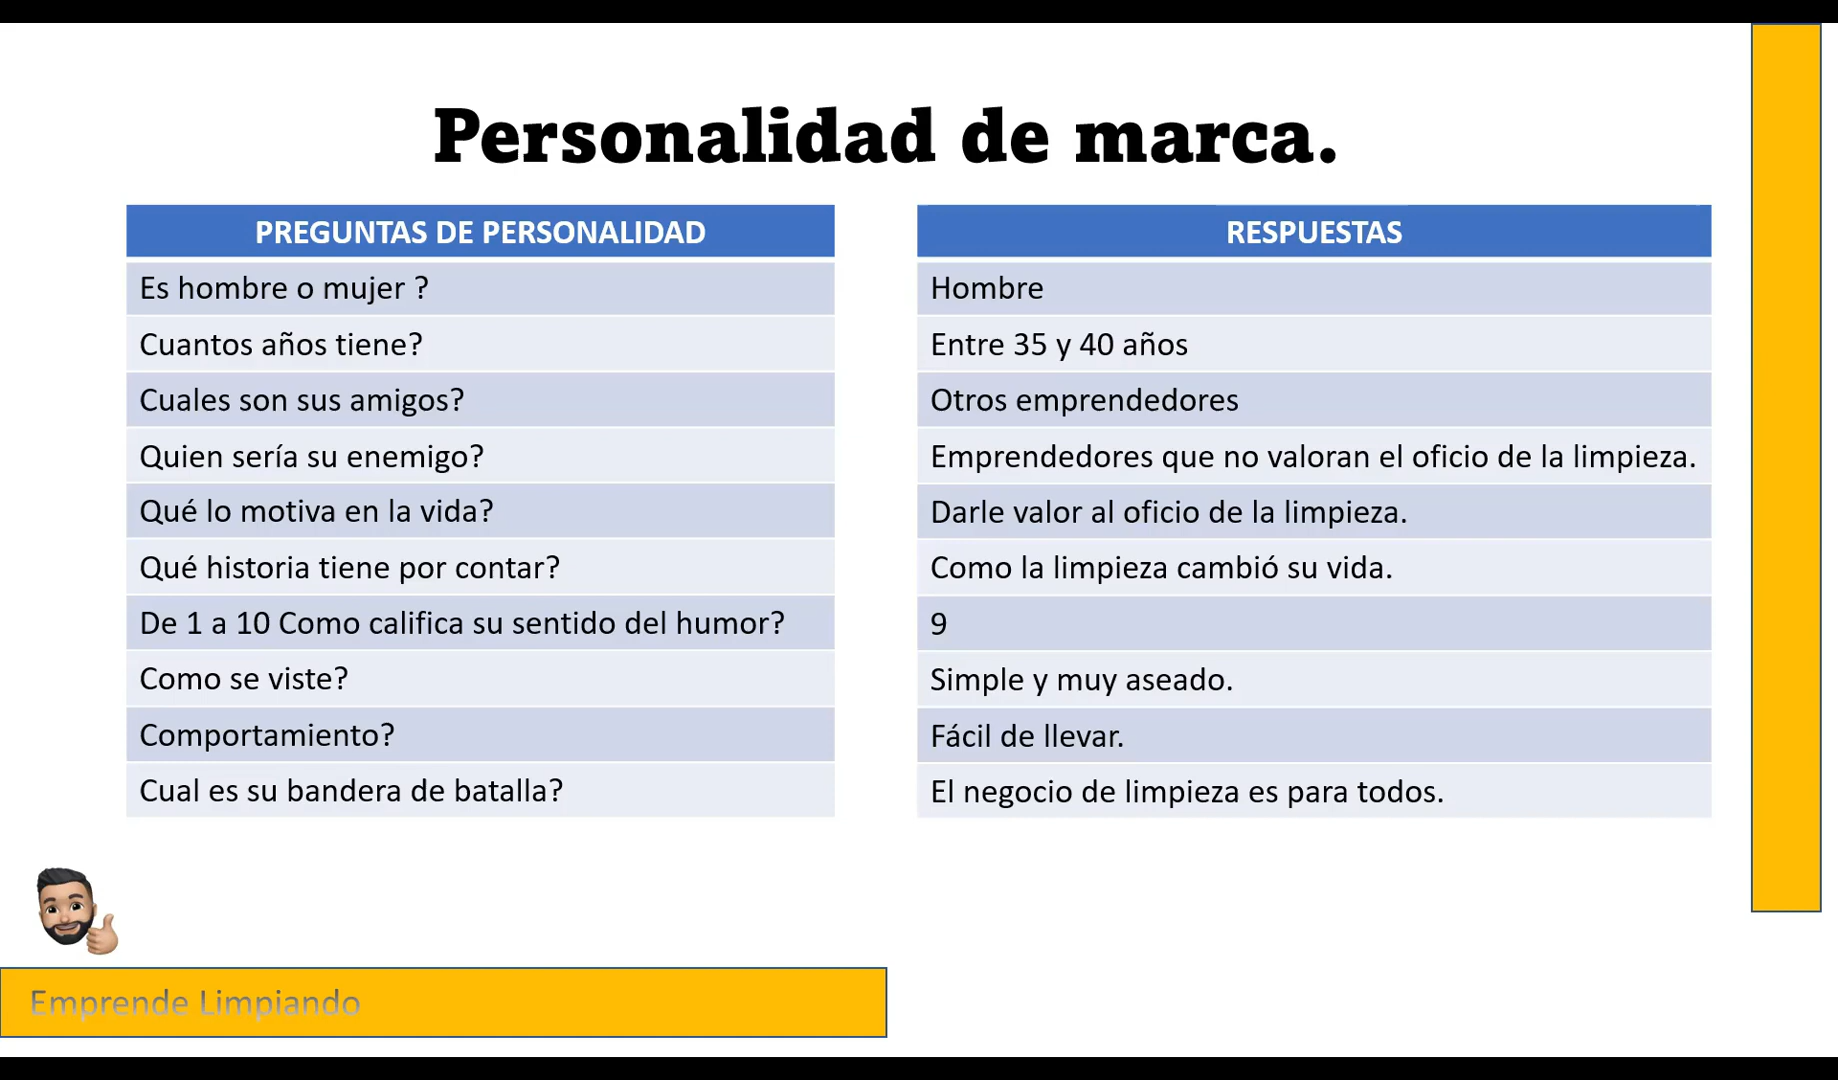 Personalidad de marca.
PREGUNTAS DE PERSONALIDAD
Es hombre o mujer ?
Cuantos años tiene?
Cuales son sus amigos?
Quien sería su enemigo?
Qué lo motiva en la vida?
Qué historia tiene por contar?
De 1 a 10 Como califica su sentido del humor?
Como se viste?
Comportamiento?
Cual es su bandera de batalla?
RESPUESTAS
Hombre
Entre 35 y 40 años
Otros emprendedores
Emprendedores que no valoran el oficio de la limpieza.
Darle valor al oficio de la limpieza.
Como la limpieza cambió su vida.
9
Simple y muy aseado.
Fácil de llevar.
El negocio de limpieza es para todos.
Emprende Limpiando